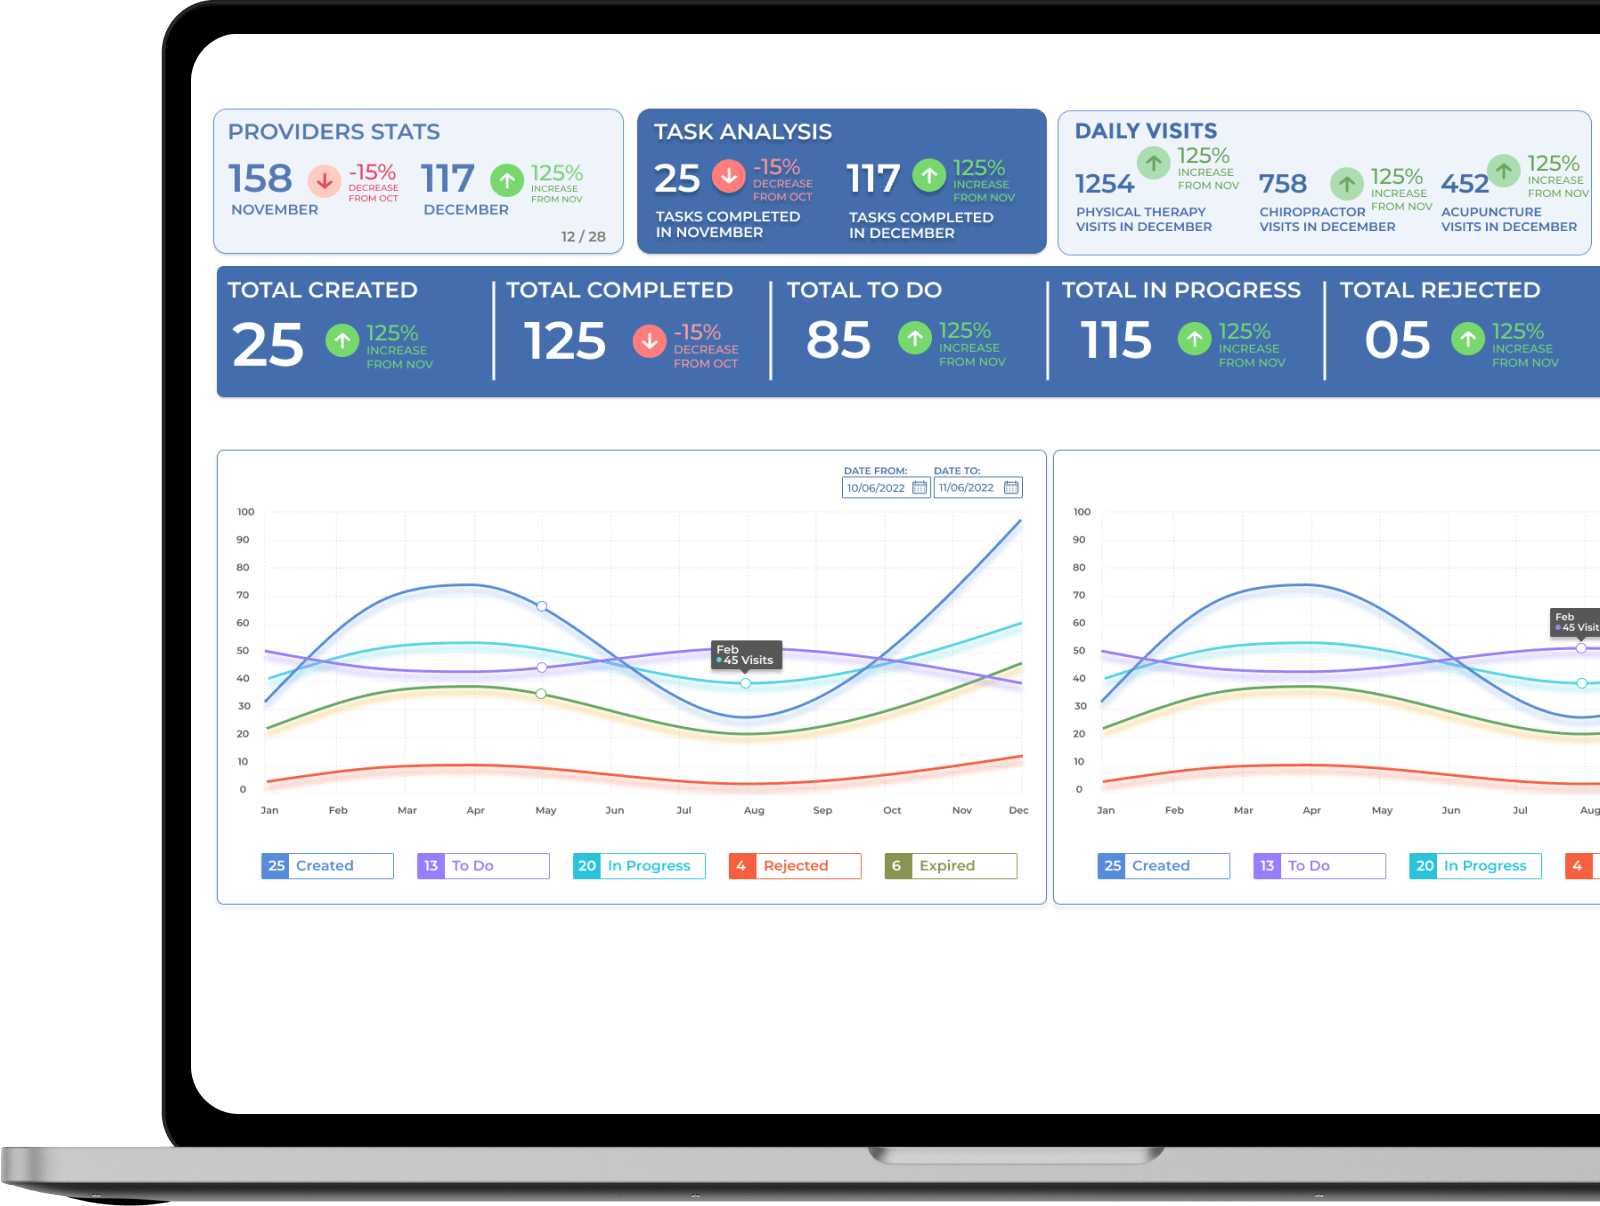 PROVIDERS STATS
158
-15%
DECREASE
FROM OCT
NOVEMBER
117
125%
INCREASE
FROM NOV
DECEMBER
12 / 28
TASK ANALYSIS
25
-15%
DECREASE
FROM OCT
TASKS COMPLETED
IN NOVEMBER
117
125%
INCREASE
FROM NOV
TASKS COMPLETED
IN DECEMBER
DAILY VISITS
1254
125%
INCREASE
FROM NOV
PHYSICAL THERAPY
VISITS IN DECEMBER
758
125%
INCREASE
FROM NOV
CHIROPRACTOR
VISITS IN DECEMBER
452
125%
INCREASE
FROM NOV
ACUPUNCTURE
VISITS IN DECEMBER
TOTAL CREATED
25
125%
INCREASE
FROM NOV
TOTAL COMPLETED
125
-15%
DECREASE
FROM OCT
TOTAL TO DO
85
125%
INCREASE
FROM NOV
TOTAL IN PROGRESS
115
125%
INCREASE
FROM NOV
TOTAL REJECTED
05
125%
INCREASE
FROM NOV
DATE FROM: DATE TO:
10/06/2022 11/06/2022
100
90
80
70
60
50
40
30
20
10
0
Feb
45 Visits
Jan Feb Mar Apr May Jun Jul Aug Sep Oct Nov Dec
25 Created 13 To Do 20 In Progress 4 Rejected 6 Expired
100
90
80
70
60
50
40
30
20
10
0
Feb
45 Visit
Jan Feb Mar Apr May Jun Jul Aug
25 Created 13 To Do 20 In Progress 4